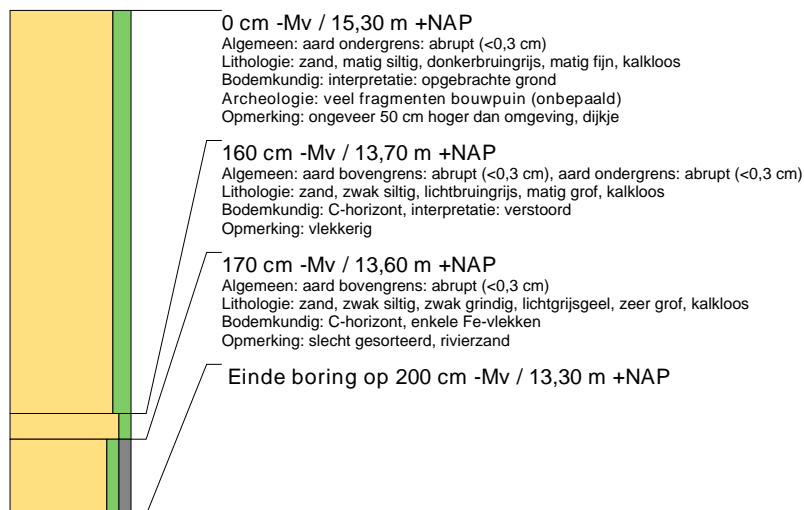 0 cm -Mv / 15,30 m +NAP
Algemeen: aard ondergrens: abrupt (<0,3 cm)
Lithologie: zand, matig siltig, donkerbruingrijs, matig fijn, kalkloos
Bodemkundig: interpretatie: opgebrachte grond
Archeologie: veel fragmenten bouwpuin (onbepaald)
Opmerking: ongeveer 50 cm hoger dan omgeving, dijkje
160 cm -Mv / 13,70 m +NAP
Algemeen: aard bovengrens: abrupt (<0,3 cm), aard ondergrens: abrupt (<0,3 cm)
Lithologie: zand, zwak siltig, lichtbruingrijs, matig grof, kalkloos
Bodemkundig: C-horizont, interpretatie: verstoord
Opmerking: vlekkerig
170 cm -Mv / 13,60 m +NAP
Algemeen: aard bovengrens: abrupt (<0,3 cm)
Lithologie: zand, zwak siltig, zwak grindig, lichtgrijsgeel, zeer grof, kalkloos
Bodemkundig: C-horizont, enkele Fe-vlekken
Opmerking: slecht gesorteerd, rivierzand
Einde boring op 200 cm -Mv / 13,30 m +NAP